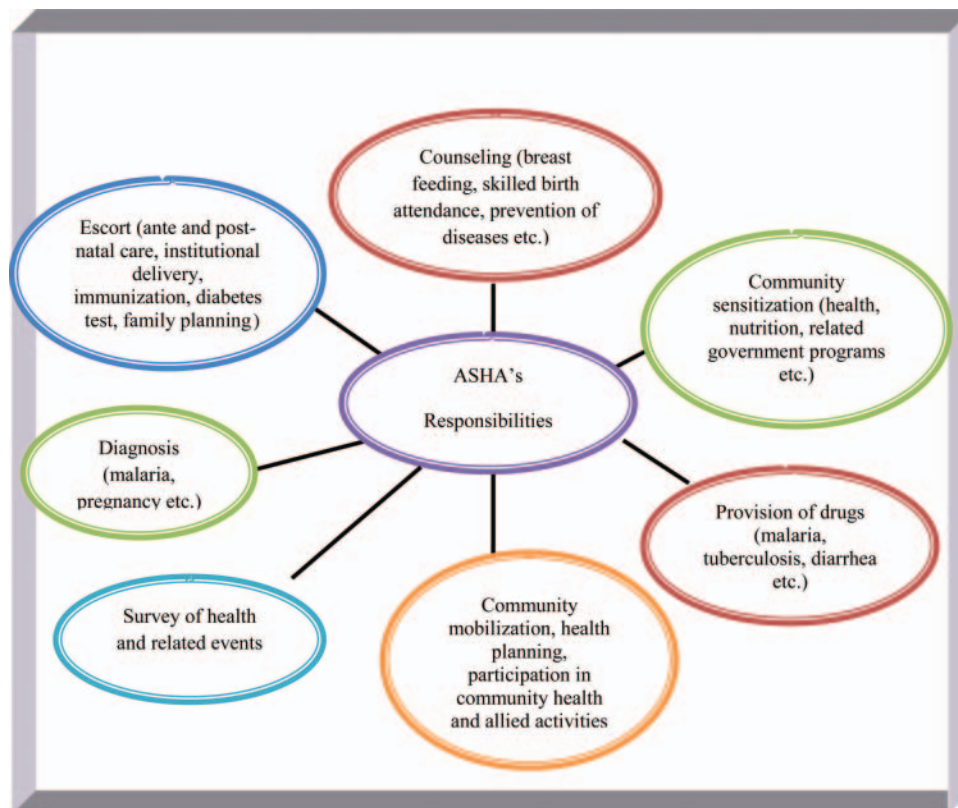 Counseling (breast
feeding, skilled birth
attendance, prevention of
diseases etc.)
Escort (ante and post-
natal care, institutional
delivery,
immunization, diabetes
test, family planning)
Community
sensitization (health,
nutrition, related
government programs
etc.)
ASHA's
Responsibilities
Diagnosis
(malaria,
pregnancy etc.)
Provision of drugs
(malaria,
tuberculosis, diarrhea
etc.)
Survey of health
and related events
Community
mobilization, health
planning,
participation in
community health
and allied activities